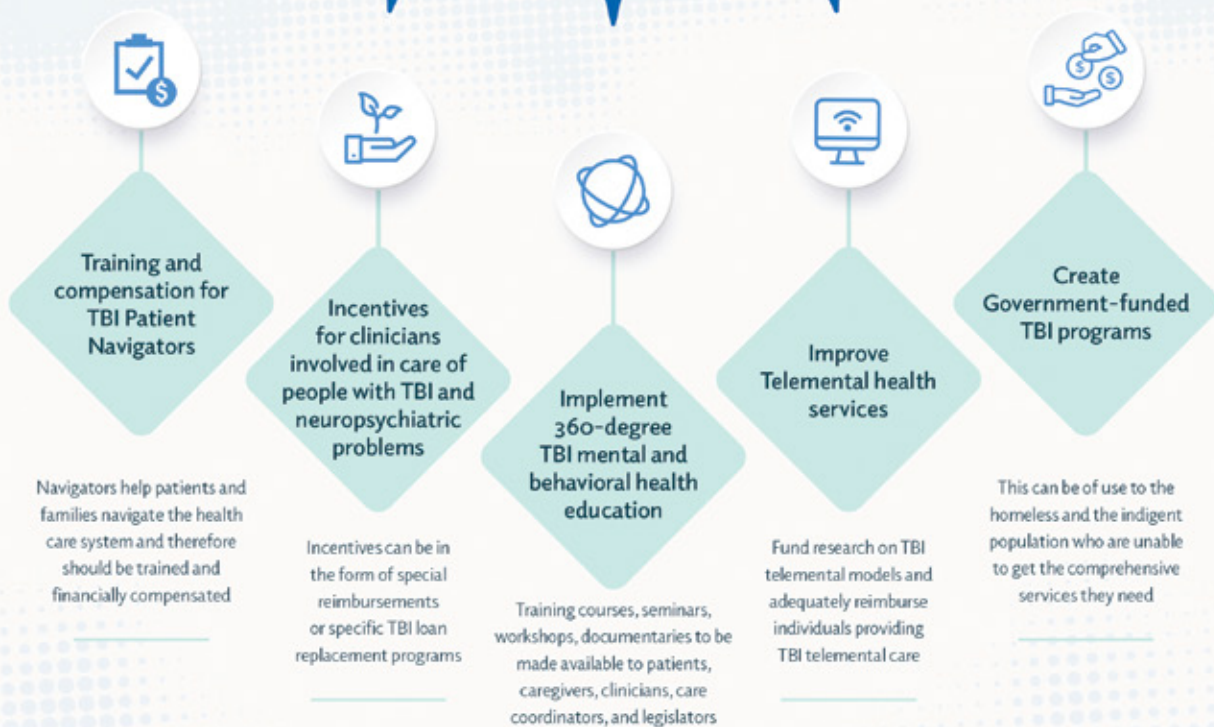 Training and
compensation for
TBI Patient
Navigators
Navigators help patients and
families navigate the health
care system and therefore
should be trained and
financially compensated
Incentives
for clinicians
involved in care of
people with TBI and
neuropsychiatric
problems
Incentives can be in
the form of special
reimbursements
or specific TBI loan
replacement programs
Implement
360-degree
TBI mental and
behavioral health
education
Training courses, seminars,
workshops, documentaries to be
made available to patients,
caregivers, clinicians, care
coordinators, and legislators
Improve
Telemental health
services
Fund research on TBI
telemental models and
adequately reimburse
individuals providing
TBI telemental care
Create
Government-funded
TBI programs
This can be of use to the
homeless and the indigent
population who are unable
to get the comprehensive
services they need